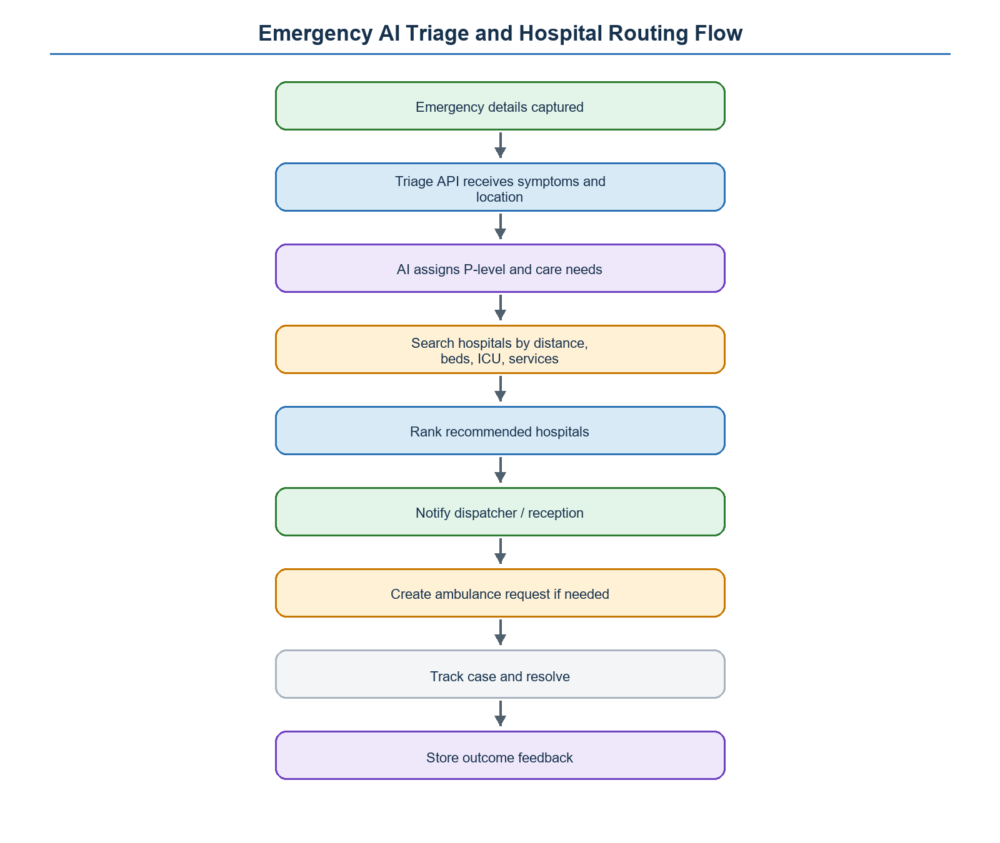 Emergency AI Triage and Hospital Routing Flow
Emergency details captured
Triage API receives symptoms and
location
AI assigns P-level and care needs
Search hospitals by distance,
beds, ICU, services
Rank recommended hospitals
Notify dispatcher / reception
Create ambulance request if needed
Track case and resolve
Store outcome feedback